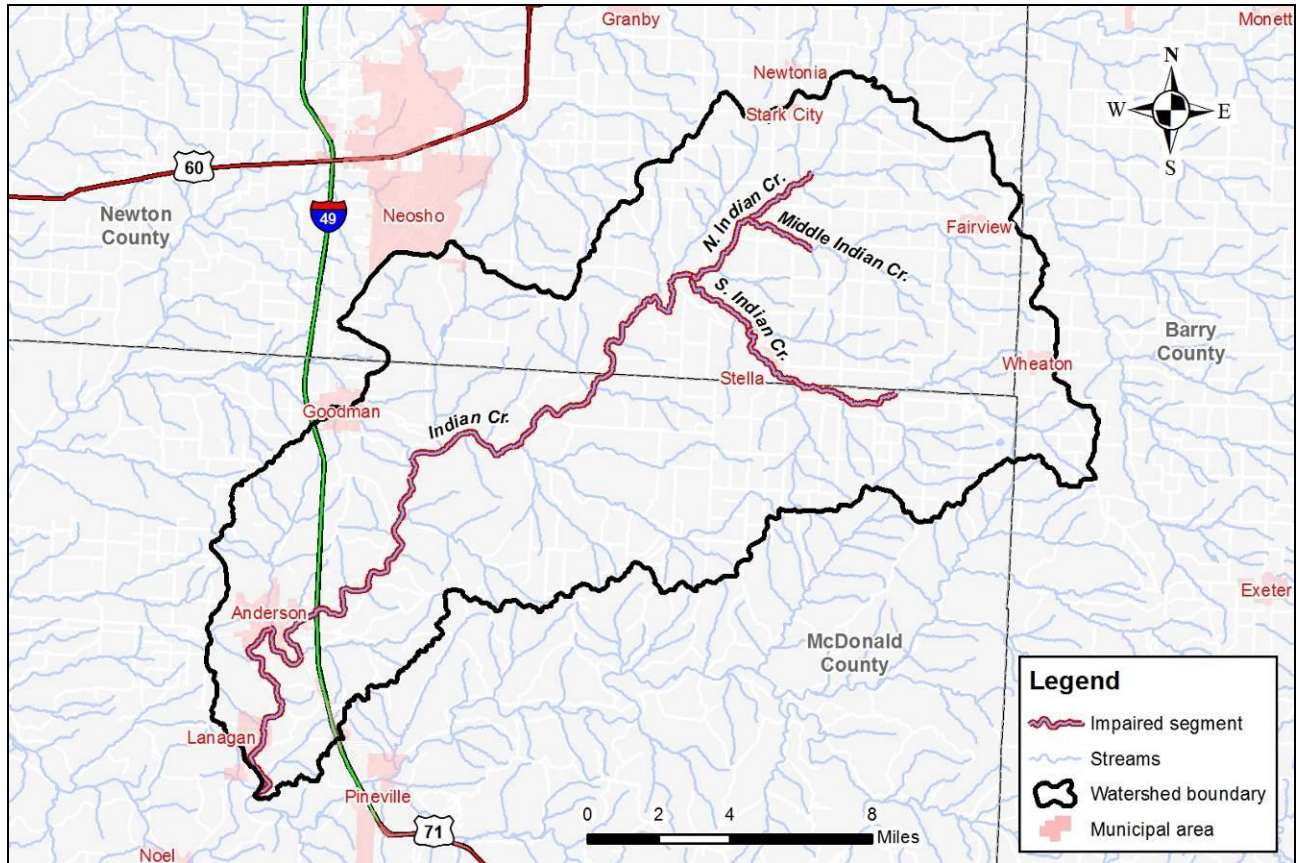 Granby
Monett
Newtonia
Stark City
N
W E
S
60
Newton
County
49
Neosho
N. Indian Cr.
Middle Indian Cr.
Fairview
S. Indian Cr.
Barry
County
Wheaton
Stella
Goodman
Indian Cr.
Exeter
Anderson
McDonald
County
Lanagan
Pineville
71
Noel
0 2 4 8
Miles
Legend
Impaired segment
Streams
Watershed boundary
Municipal area